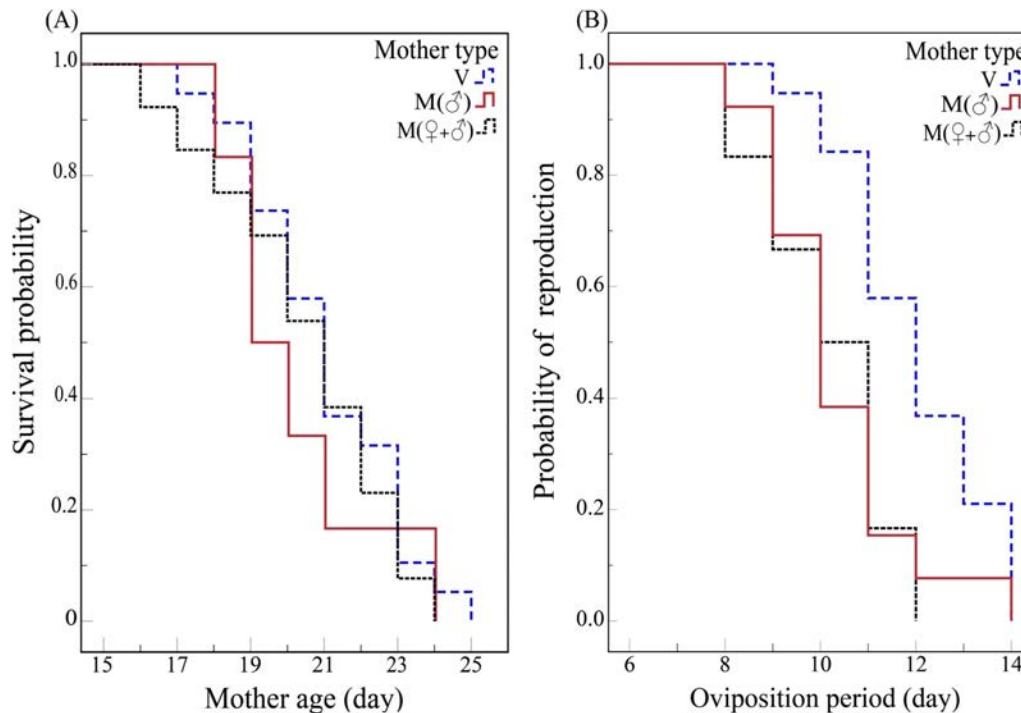 (A)
Mother type
V
M(♂)
M(♀+♂)
1.0
0.8
0.6
0.4
0.2
0
Survival probability
15 17 19 21 23 25
Mother age (day)
(B)
Mother type
V
M(♂)
M(♀+♂)
1.0
0.8
0.6
0.4
0.2
0
Probability of reproduction
6 8 10 12 14
Oviposition period (day)